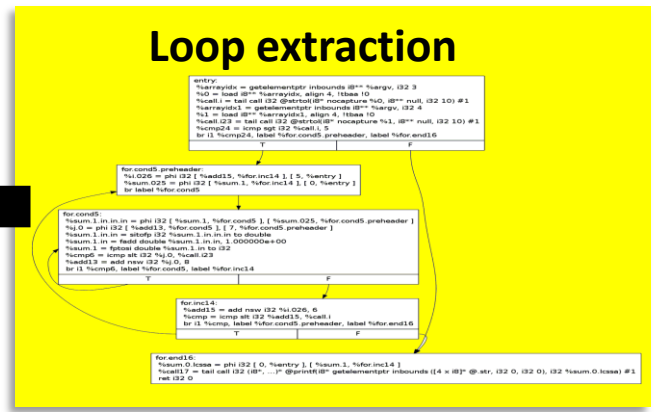 Loop extraction
entry:
%arrayidx = getelementptr inbounds i8** %argv, i32 3
%0 = load i8** %arrayidx, align 4, !tbaa !0
%call.i = tail call i32 @strtol(i8* nocapture %0, i8** null, i32 10) #1
%arrayidx1 = getelementptr inbounds i8** %argv, i32 4
%1 = load i8** %arrayidx1, align 4, !tbaa !0
%call.i23 = tail call i32 @strtol(i8* nocapture %1, i8** null, i32 10) #1
%cmp24 = icmp sgt i32 %call.i, 5
br i1 %cmp24, label %for.cond5.preheader, label %for.end16
T F
for.cond5.preheader:
%i.026 = phi i32 [ %add15, %for.inc14 ], [ 5, %entry ]
%sum.025 = phi i32 [ %sum.1, %for.inc14 ], [ 0, %entry ]
br label %for.cond5
for.cond5:
%sum.1.in.in.in = phi i32 [ %sum.1, %for.cond5 ], [ %sum.025, %for.cond5.preheader ]
%j.0 = phi i32 [ %add13, %for.cond5 ], [ 7, %for.cond5.preheader ]
%sum.1.in.in = sitofp i32 %sum.1.in.in.in to double
%sum.1.in = fadd double %sum.1.in.in, 1.000000e+00
%sum.1 = fptosi double %sum.1.in to i32
%cmp6 = icmp slt i32 %j.0, %call.i23
%add13 = add nsw i32 %j.0, 8
br i1 %cmp6, label %for.cond5, label %for.inc14
T F
for.inc14:
%add15 = add nsw i32 %i.026, 6
%cmp = icmp slt i32 %add15, %call.i
br i1 %cmp, label %for.cond5.preheader, label %for.end16
T F
for.end16:
%sum.0.lcssa = phi i32 [ 0, %entry ], [ %sum.1, %for.inc14 ]
%call17 = tail call i32 (i8*, ...)* @printf(i8* getelementptr inbounds ([4 x i8]* @.str, i32 0, i32 0), i32 %sum.0.lcssa) #1
ret i32 0